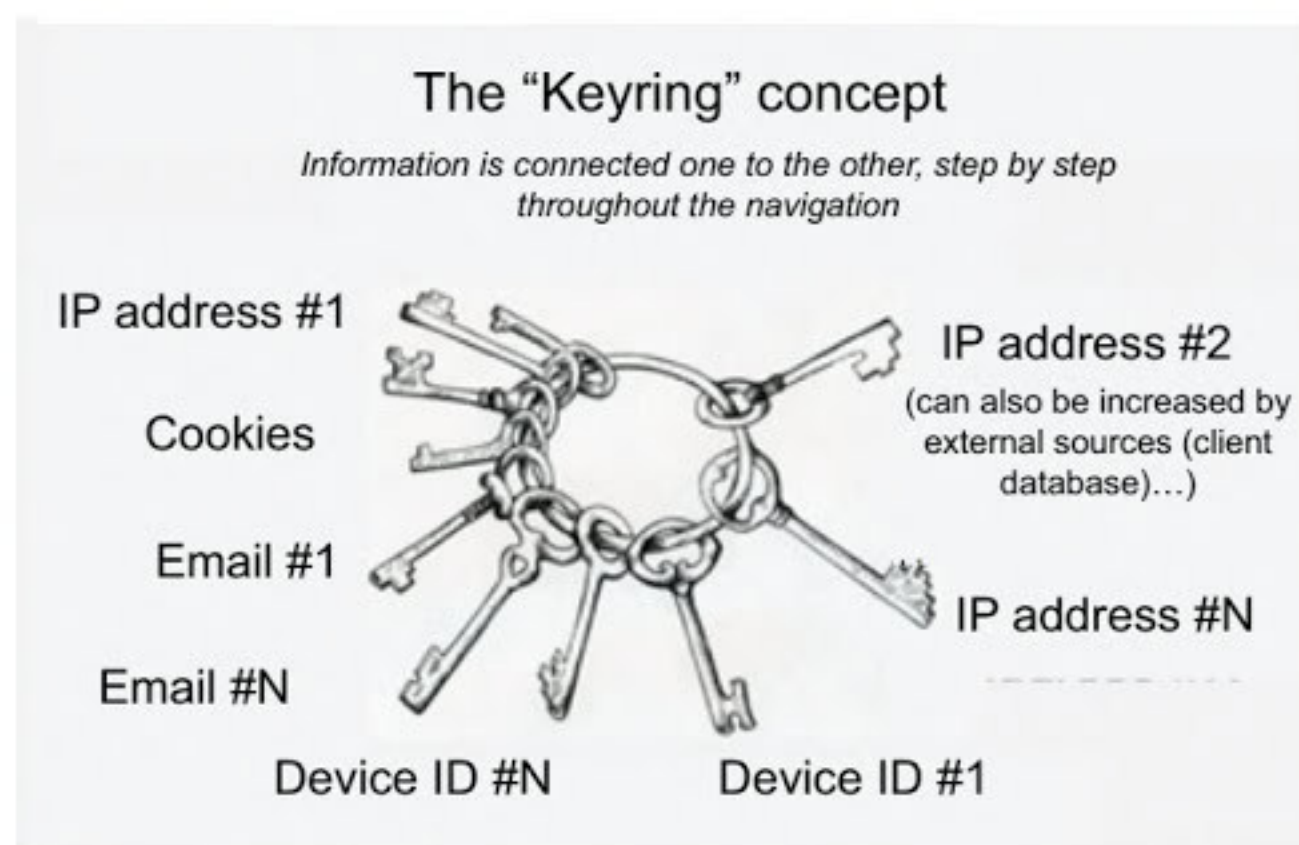 The “Keyring” concept
Information is connected one to the other, step by step
throughout the navigation
IP address #1
IP address #2
(can also be increased by
external sources (client
database)…)
Cookies
Email #1
IP address #N
Email #N
Device ID #N
Device ID #1